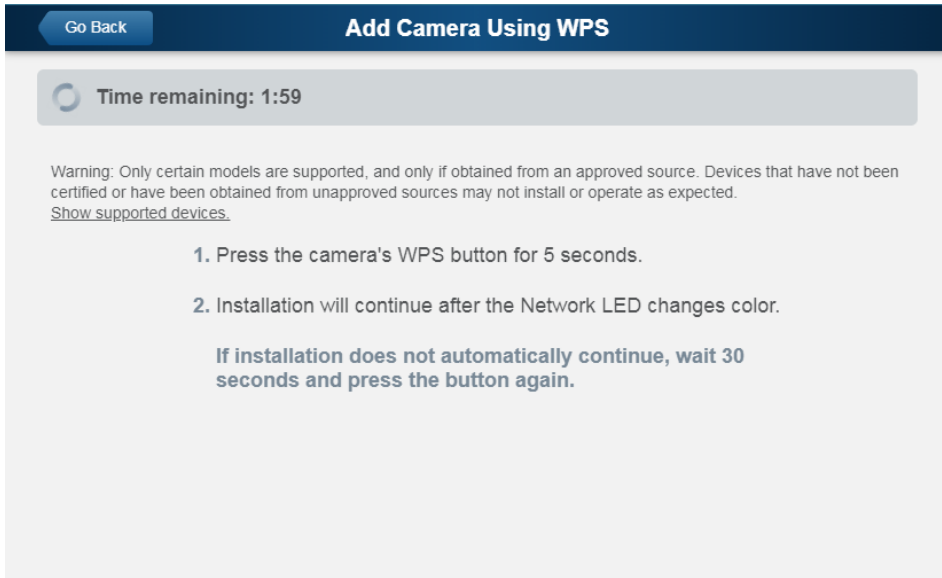 Go Back
Add Camera Using WPS
Time remaining: 1:59
Warning: Only certain models are supported, and only if obtained from an approved source. Devices that have not been
certified or have been obtained from unapproved sources may not install or operate as expected.
Show supported devices.
1. Press the camera's WPS button for 5 seconds.
2. Installation will continue after the Network LED changes color.
If installation does not automatically continue, wait 30
seconds and press the button again.